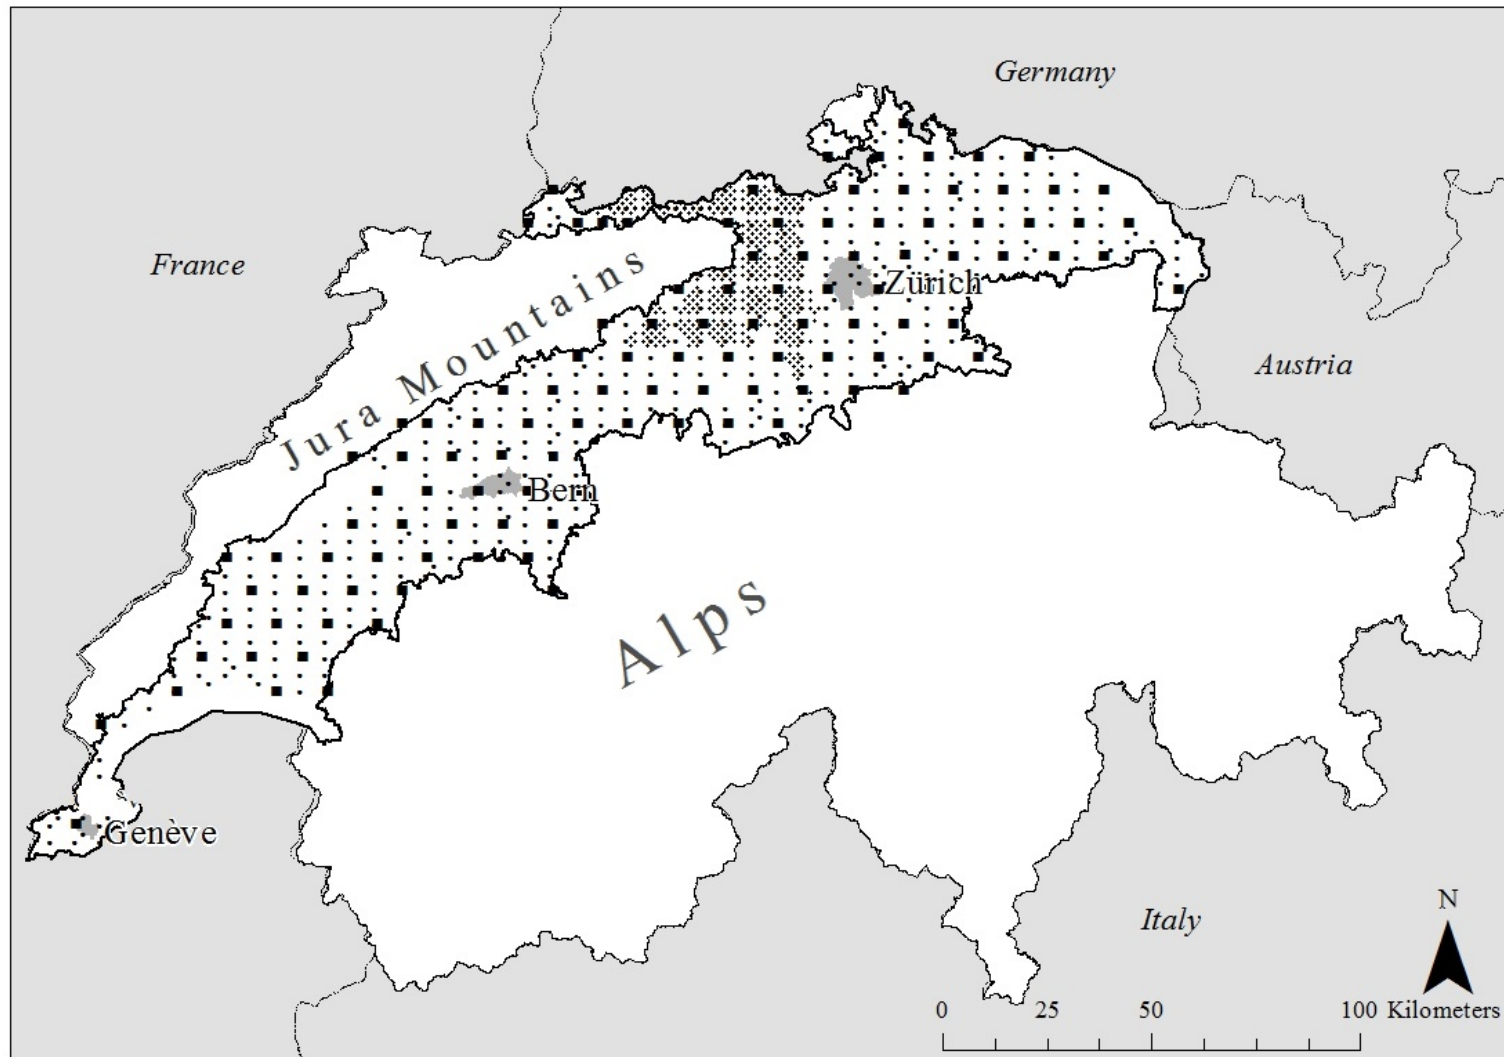 Germany
France
Zürich
Jura Mountains
Austria
Bern
Alps
Genève
Italy
N
0 25 50 100 Kilometers